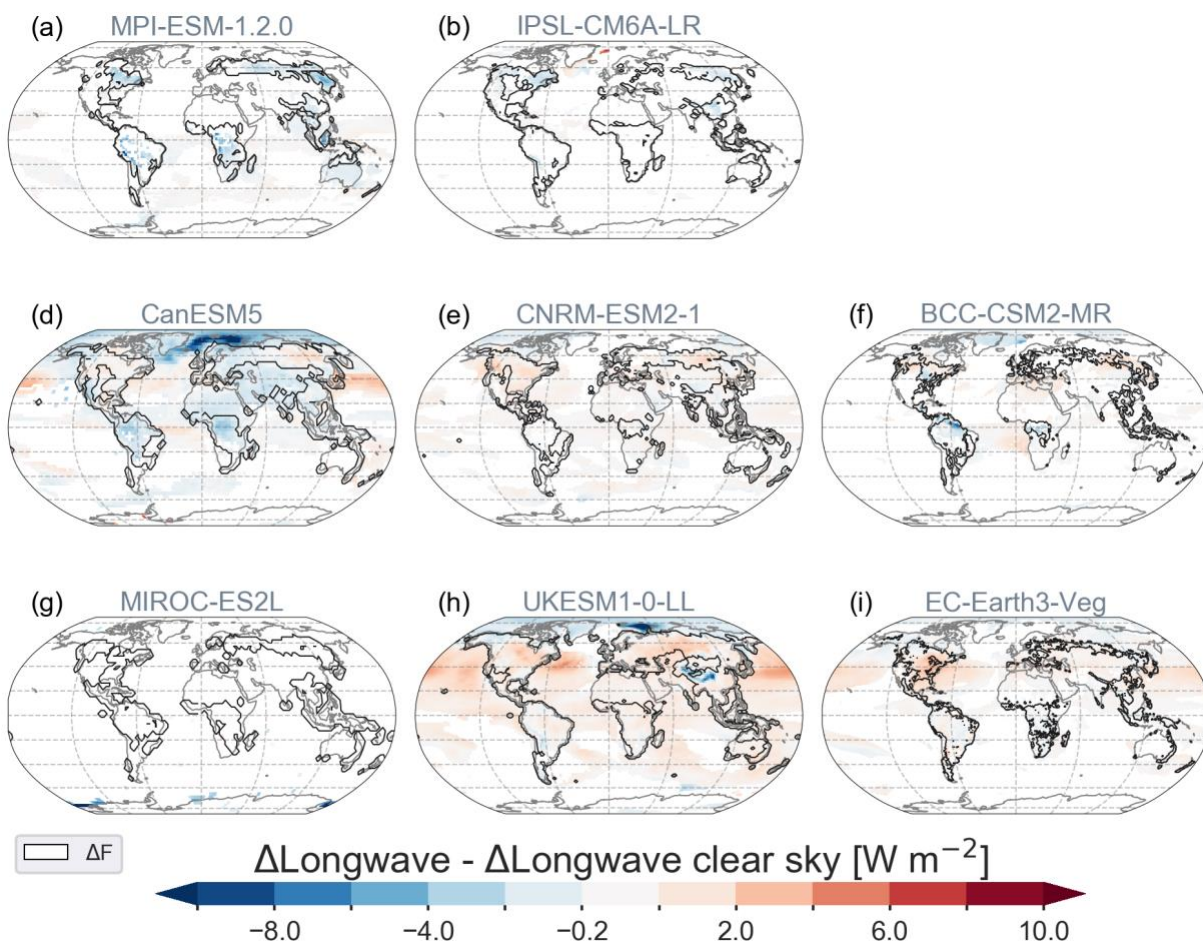 (a) MPI-ESM-1.2.0
(b) IPSL-CM6A-LR
(d) CanESM5
(e) CNRM-ESM2-1
(f) BCC-CSM2-MR
(g) MIROC-ES2L
(h) UKESM1-0-LL
(i) EC-Earth3-Veg
ΔF
ΔLongwave - ΔLongwave clear sky [W m⁻²]
−8.0 −4.0 −0.2 2.0 6.0 10.0